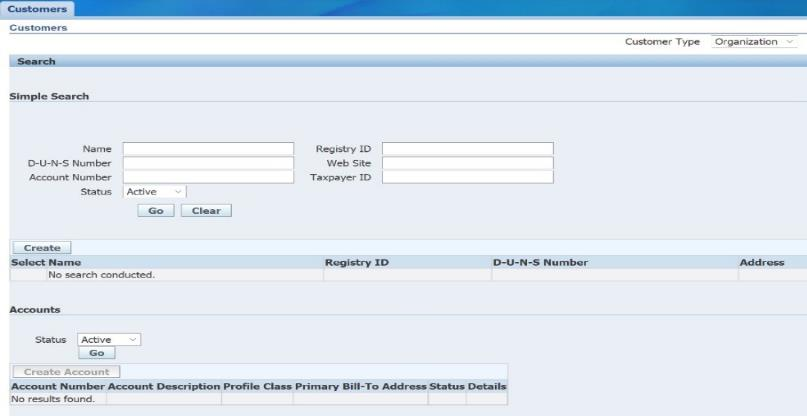 Customers
Customers
Customer Type Organization
Search
Simple Search
Name Registry ID
D-U-N-S Number Web Site
Account Number Taxpayer ID
Status Active
Go Clear
Create
Select Name Registry ID D-U-N-S Number Address
No search conducted.
Accounts
Status Active
Go
Create Account
Account Number Account Description Profile Class Primary Bill-To Address Status Details
No results found.